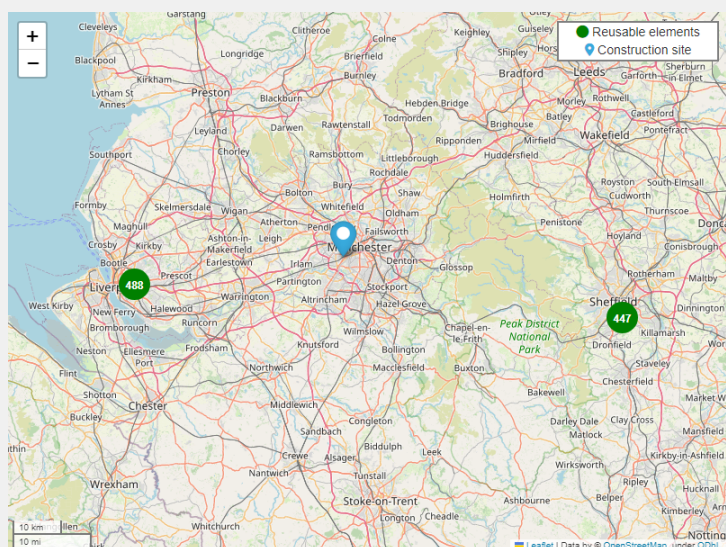 +
−
Reusable elements
Construction site
Garstang
Cleveleys
Clitheroe
Colne
Keighley
Guiseley
Blackpool
Longridge
Brierfield
Shipley
Kirkham
Burnley
Bradford
Leeds
Sherburn
in-Elmet
Garforth
Lytham St
Annes
Preston
Blackburn
Hebden Bridge
Morley
Rothwell
Todmorden
Batley
Castleford
Leyland
Darwen
Rawtenstall
Brighouse
Mirfield
Wakefield
Pontefract
Ripponden
Chorley
Ramsbottom
Littleborough
Huddersfield
Southport
Rochdale
Royston
South-Elmsall
Bolton
Bury
Shaw
Cudworth
Formby
Skelmersdale
Wigan
Whitefield
Holmfirth
Thurnscoe
Oldham
Penistone
Maghull
Atherton
Failsworth
Hoyland
Crosby
Kirkby
Ashton-in-
Makerfield
Leigh
Conisbrough
Manchester
Bootle
Earlestown
Irlam
Denton
Glossop
Rotherham
Prescot
Partington
Maltby
488
Stockport
Sheffield
West Kirby
New Ferry
Halewood
Warrington
Altrincham
Hazel Grove
447
Dinnington
Bromborough
Runcorn
Peak District
National
Park
Killamarsh
Neston
Ellesmere
Port
Frodsham
Wilmslow
Chapel-en-
le-Frith
Dronfield
Knutsford
Bollington
Staveley
Flint
Northwich
Macclesfield
Buxton
Chesterfield
Shotton
Bakewell
Chester
Middlewich
Buckley
Congleton
Darley Dale
Clay Cross
Matlock
Mansfield
Sandbach
Biddulph
Crewe
Alsager
Leek
Wirksworth
Kirkby-in-Ashfield
Wrexham
Nantwich
Tunstall
Ripley
Stoke-on-Trent
Ashbourne
Belper
Hucknall
Kimberley
Whitchurch
Longton
Cheadle
10 km
10 mi
Leaflet | Data by © OpenStreetMap, under ODbL